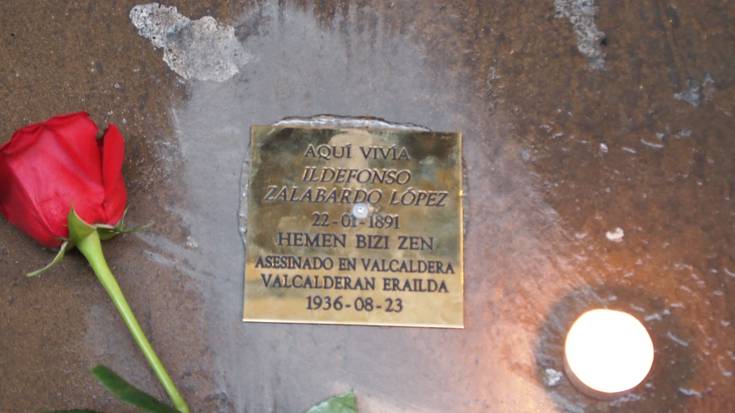 AQUÍ VIVÍA
ILDEFONSO
ZALABARDO LÓPEZ
22-01-1891
HEMEN BIZI ZEN
ASESINADO EN VALCALDERA
VALCALDERAN ERAILDA
1936-08-23